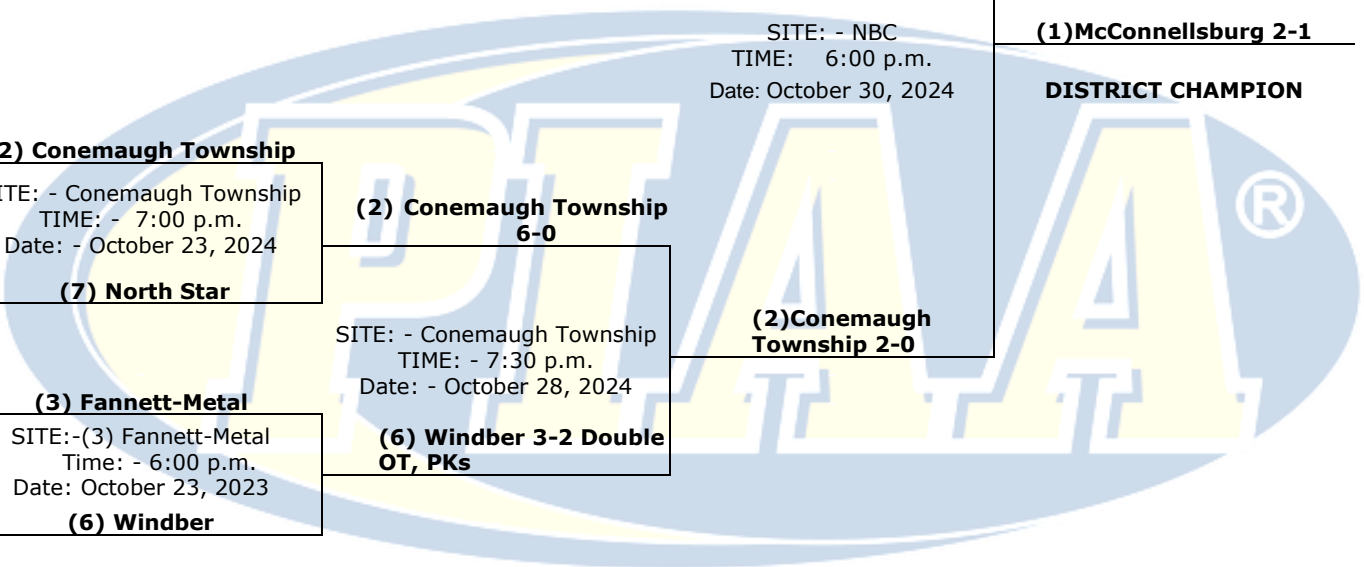 SITE: - NBC
TIME: 6:00 p.m.
Date: October 30, 2024
(1)McConnellsburg 2-1
DISTRICT CHAMPION
2) Conemaugh Township
ITE: - Conemaugh Township
TIME: - 7:00 p.m.
Date: - October 23, 2024
(7) North Star
(2) Conemaugh Township
6-0
SITE: - Conemaugh Township
TIME: - 7:30 p.m.
Date: - October 28, 2024
(2)Conemaugh
Township 2-0
(3) Fannett-Metal
SITE:-(3) Fannett-Metal
Time: - 6:00 p.m.
Date: October 23, 2023
(6) Windber
(6) Windber 3-2 Double
OT, PKs
PIAA®